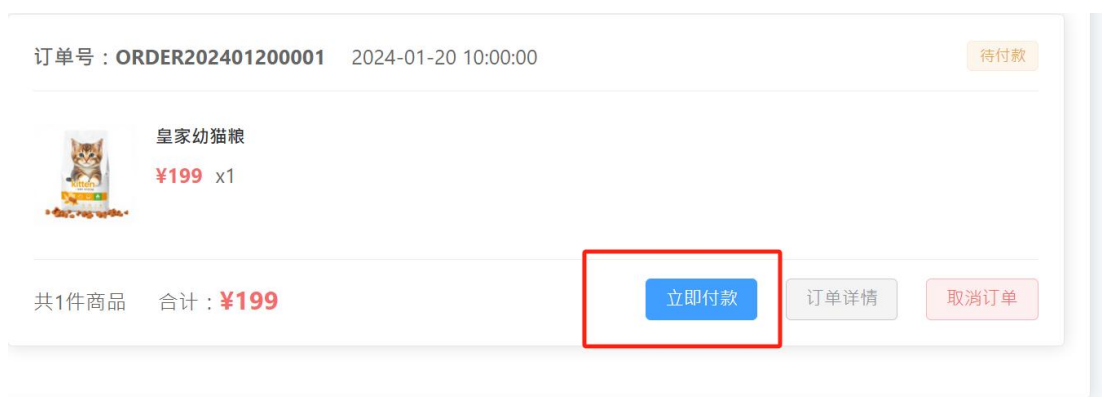 订单号：ORDER202401200001 2024-01-20 10:00:00 待付款
皇家幼猫粮
¥199 x1
Kitten
共1件商品 合计：¥199 立即付款 订单详情 取消订单